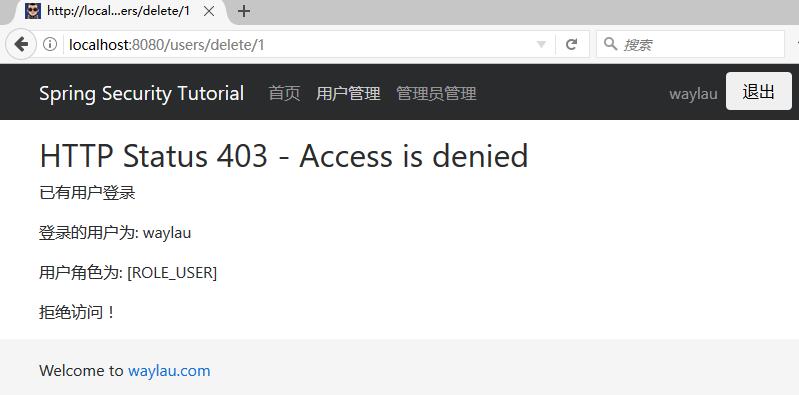 http://local...ers/delete/1
localhost:8080/users/delete/1
搜索
Spring Security Tutorial 首页 用户管理 管理员管理 waylau 退出
HTTP Status 403 - Access is denied
已有用户登录
登录的用户为: waylau
用户角色为: [ROLE_USER]
拒绝访问！
Welcome to waylau.com